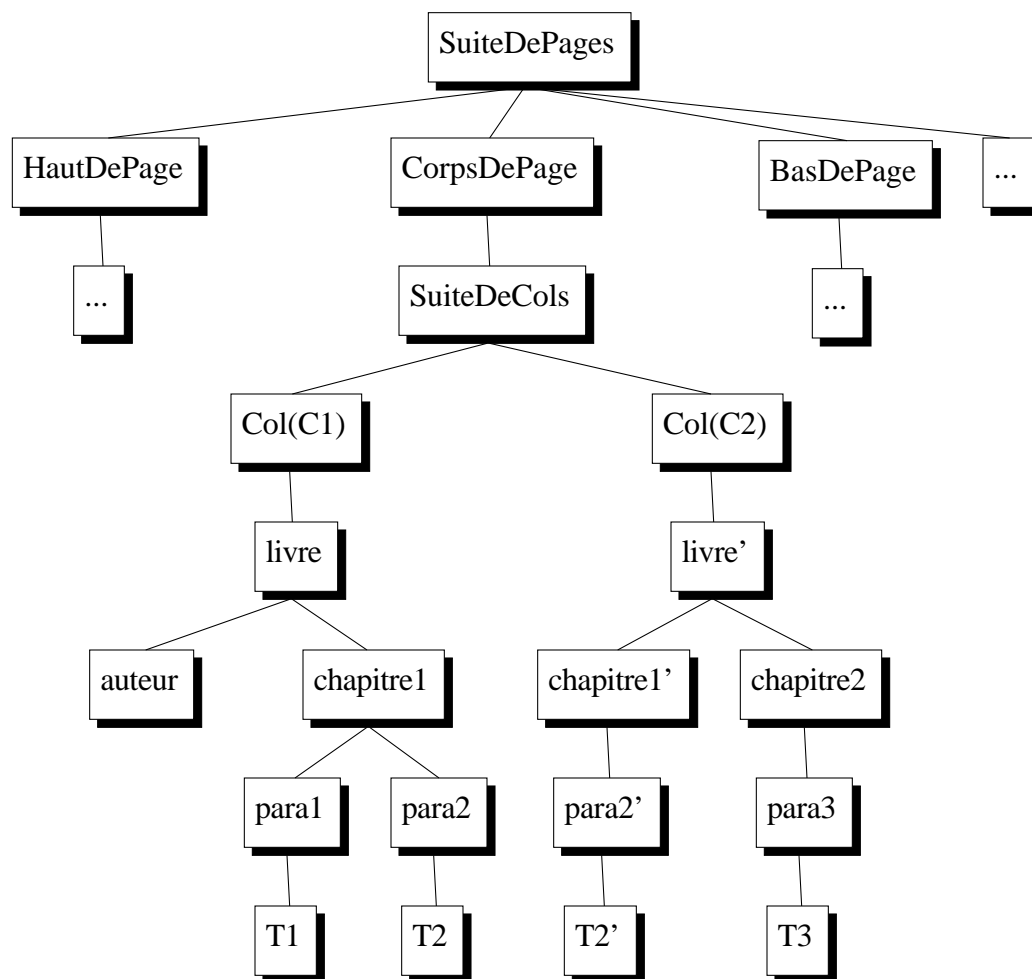 SuiteDePages
HautDePage
CorpsDePage
BasDePage
...
...
SuiteDeCols
...
Col(C1)
Col(C2)
livre
livre’
auteur
chapitre1
chapitre1’
chapitre2
para1
para2
para2’
para3
T1
T2
T2’
T3